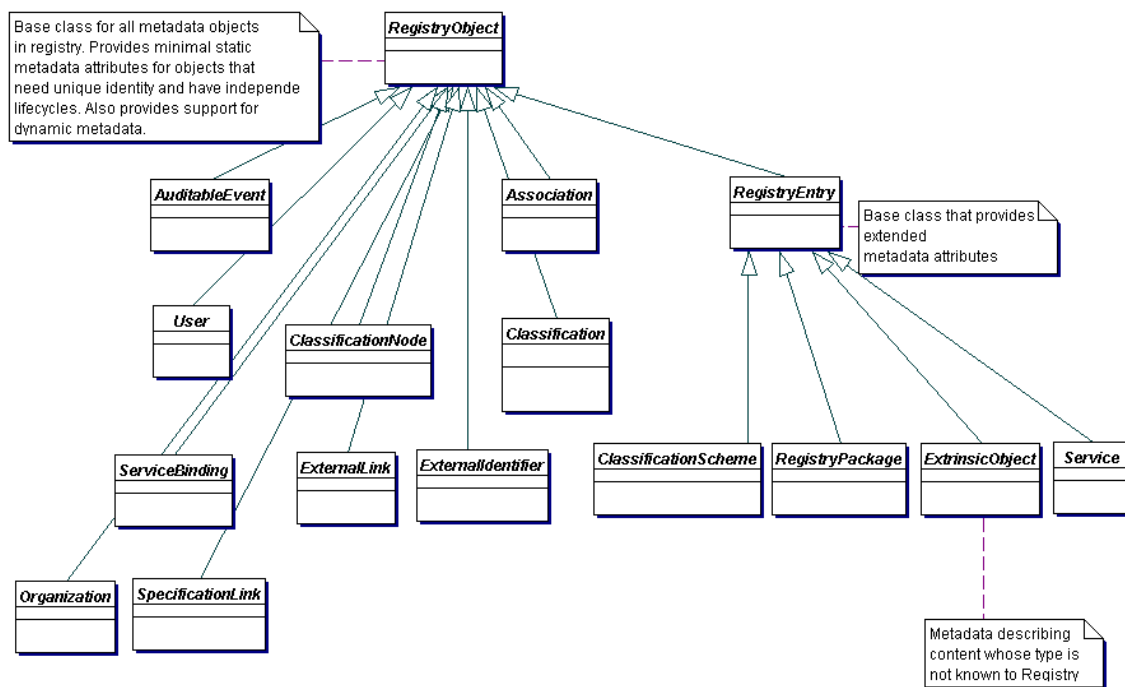 Base class for all metadata objects
in registry. Provides minimal static
metadata attributes for objects that
need unique identity and have independe
lifecycles. Also provides support for
dynamic metadata.
RegistryObject
AuditableEvent
Association
RegistryEntry
Base class that provides
extended
metadata attributes
User
ClassificationNode
Classification
ServiceBinding
ExternalLink
ExternalIdentifier
ClassificationScheme
RegistryPackage
ExtrinsicObject
Service
Organization
SpecificationLink
Metadata describing
content whose type is
not known to Registry